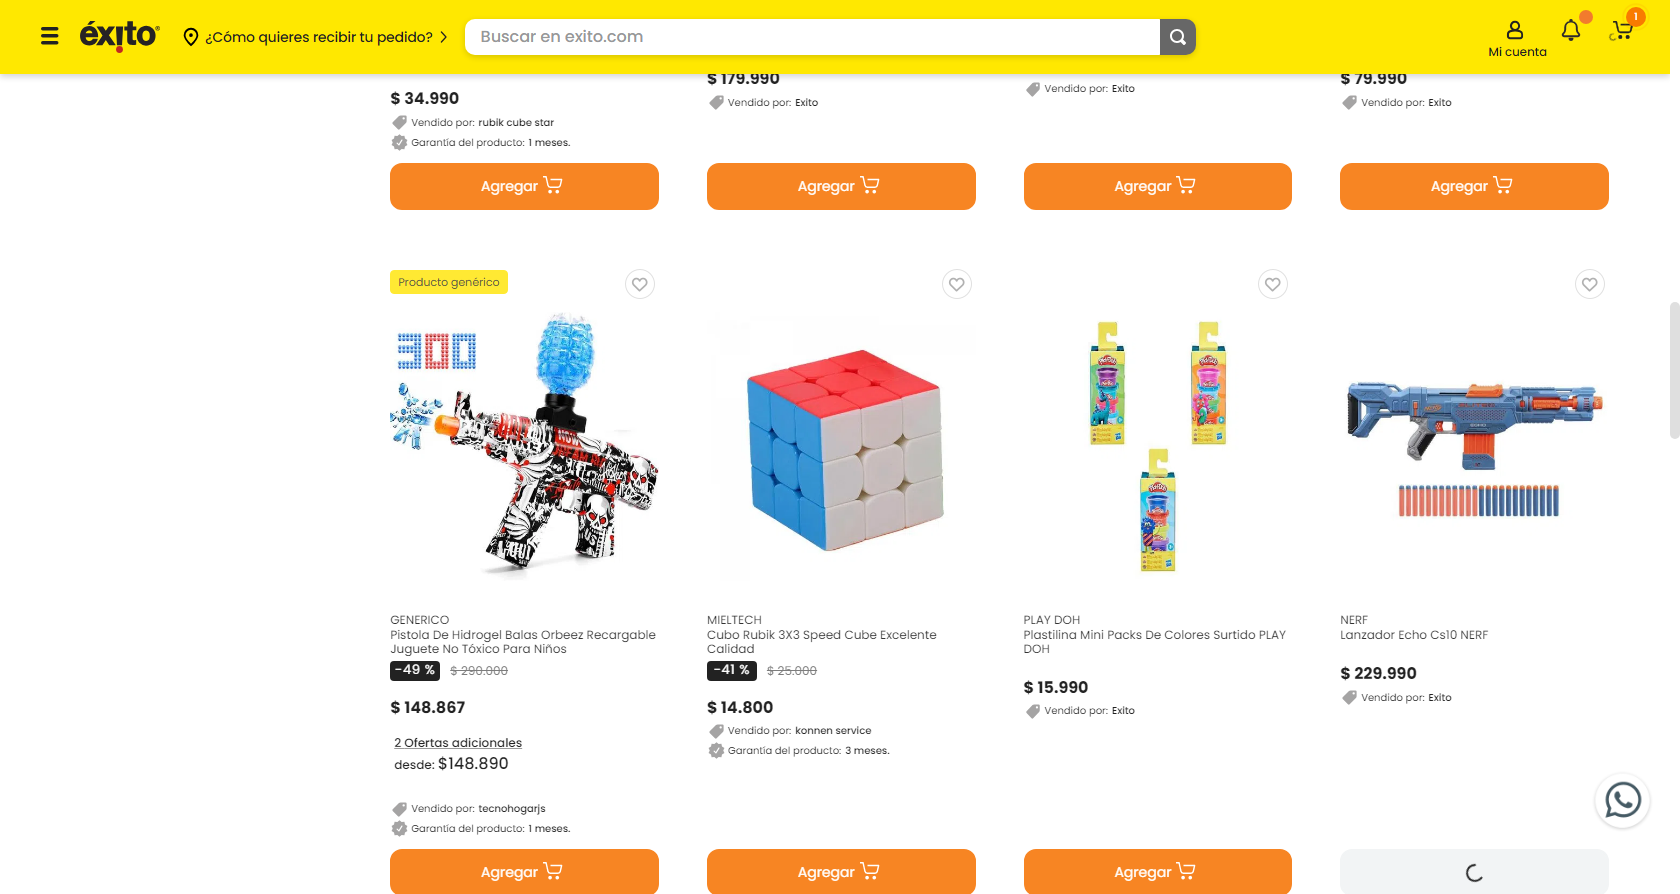 éxito
¿Cómo quieres recibir tu pedido?
Buscar en exito.com
Mi cuenta
1
$ 34.990
Vendido por: rubik cube star
Garantía del producto: 1 meses.
Agregar
$ 179.990
Vendido por: Exito
Agregar
Vendido por: Exito
Agregar
$ 79.990
Vendido por: Exito
Agregar
Producto genérico
300
GENERICO
Pistola De Hidrogel Balas Orbeez Recargable
Juguete No Tóxico Para Niños
-49 % $ 290.000
$ 148.867
2 Ofertas adicionales
desde: $148.890
Vendido por: tecnohogarjs
Garantía del producto: 1 meses.
Agregar
MIELTECH
Cubo Rubik 3X3 Speed Cube Excelente
Calidad
-41 % $ 25.000
$ 14.800
Vendido por: konnen service
Garantía del producto: 3 meses.
Agregar
Play-Doh
Play-Doh
Play-Doh
PLAY DOH
Plastilina Mini Packs De Colores Surtido PLAY
DOH
$ 15.990
Vendido por: Exito
Agregar
NERF
Lanzador Echo Cs10 NERF
$ 229.990
Vendido por: Exito